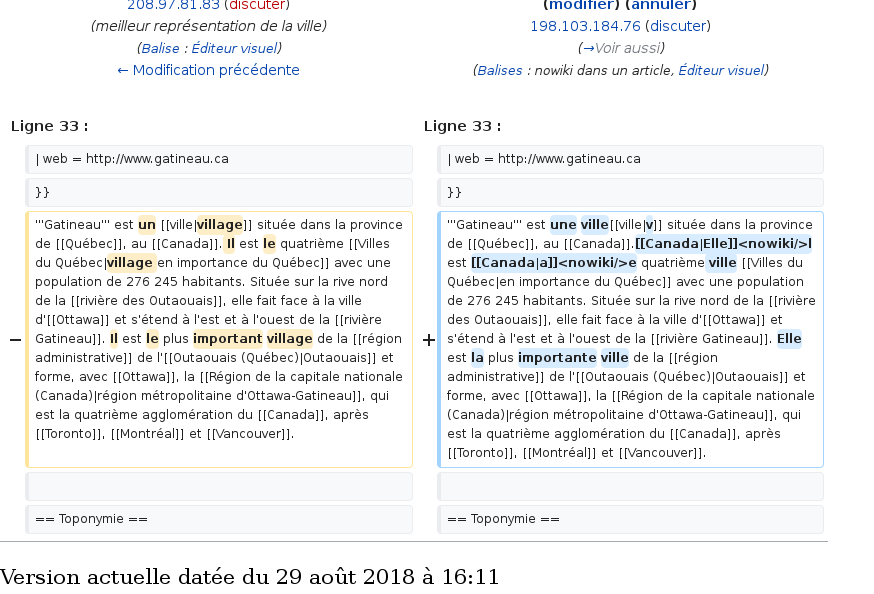 208.97.81.83 (discuter)
(meilleur représentation de la ville)
(Balise : Éditeur visuel)
← Modification précédente
(modifier) (annuler)
198.103.184.76 (discuter)
(→Voir aussi)
(Balises : nowiki dans un article, Éditeur visuel)
Ligne 33 :
Ligne 33 :
| web = http://www.gatineau.ca
| web = http://www.gatineau.ca
}}
}}
−
'''Gatineau''' est un [[ville|village]] située dans la province
de [[Québec]], au [[Canada]]. Il est le quatrième [[Villes
du Québec|village en importance du Québec]] avec une
population de 276 245 habitants. Située sur la rive nord
de la [[rivière des Outaouais]], elle fait face à la ville
d'[[Ottawa]] et s'étend à l'est et à l'ouest de la [[rivière
Gatineau]]. Il est le plus important village de la [[région
administrative]] de l'[[Outaouais (Québec)|Outaouais]] et
forme, avec [[Ottawa]], la [[Région de la capitale nationale
(Canada)|région métropolitaine d'Ottawa-Gatineau]], qui
est la quatrième agglomération du [[Canada]], après
[[Toronto]], [[Montréal]] et [[Vancouver]].
+
'''Gatineau''' est une ville[[ville|v]] située dans la province
de [[Québec]], au [[Canada]].[[Canada|Elle]]<nowiki/>l
est [[Canada|a]]<nowiki/>e quatrième ville [[Villes du
Québec|en importance du Québec]] avec une population
de 276 245 habitants. Située sur la rive nord de la [[rivière
des Outaouais]], elle fait face à la ville d'[[Ottawa]] et
s'étend à l'est et à l'ouest de la [[rivière Gatineau]]. Elle
est la plus importante ville de la [[région
administrative]] de l'[[Outaouais (Québec)|Outaouais]] et
forme, avec [[Ottawa]], la [[Région de la capitale nationale
(Canada)|région métropolitaine d'Ottawa-Gatineau]], qui
est la quatrième agglomération du [[Canada]], après
[[Toronto]], [[Montréal]] et [[Vancouver]].
== Toponymie ==
== Toponymie ==
Version actuelle datée du 29 août 2018 à 16:11